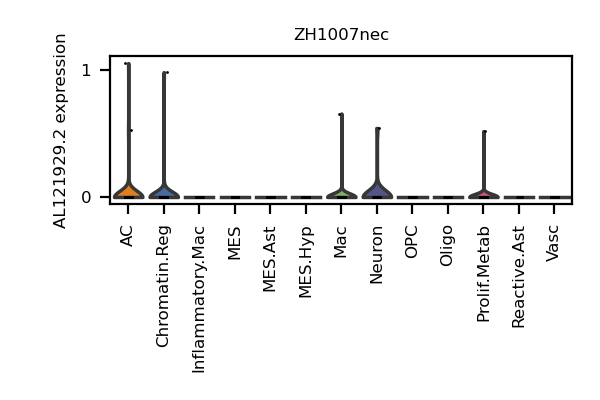 ZH1007nec
AL121929.2 expression
1
0
AC
Chromatin.Reg
Inflammatory.Mac
MES
MES.Ast
MES.Hyp
Mac
Neuron
OPC
Oligo
Prolif.Metab
Reactive.Ast
Vasc